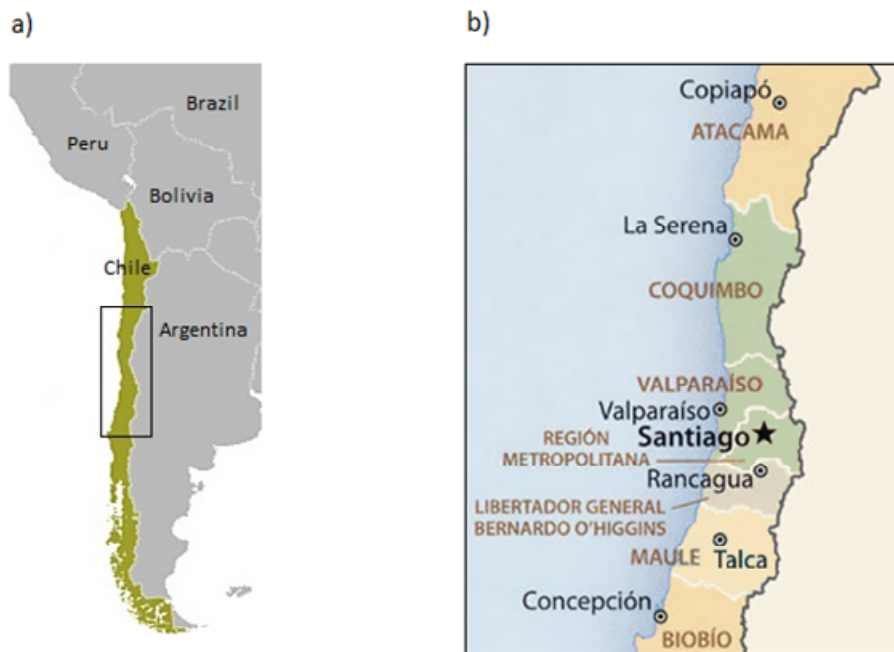 a)
Brazil
Peru
Bolivia
Chile
Argentina
b)
Copiapó
ATACAMA
La Serena
COQUIMBO
VALPARAÍSO
Valparaíso
Santiago
REGIÓN
METROPOLITANA
Rancagua
LIBERTADOR GENERAL
BERNARDO O'HIGGINS
MAULE
Talca
Concepción
BIOBÍO